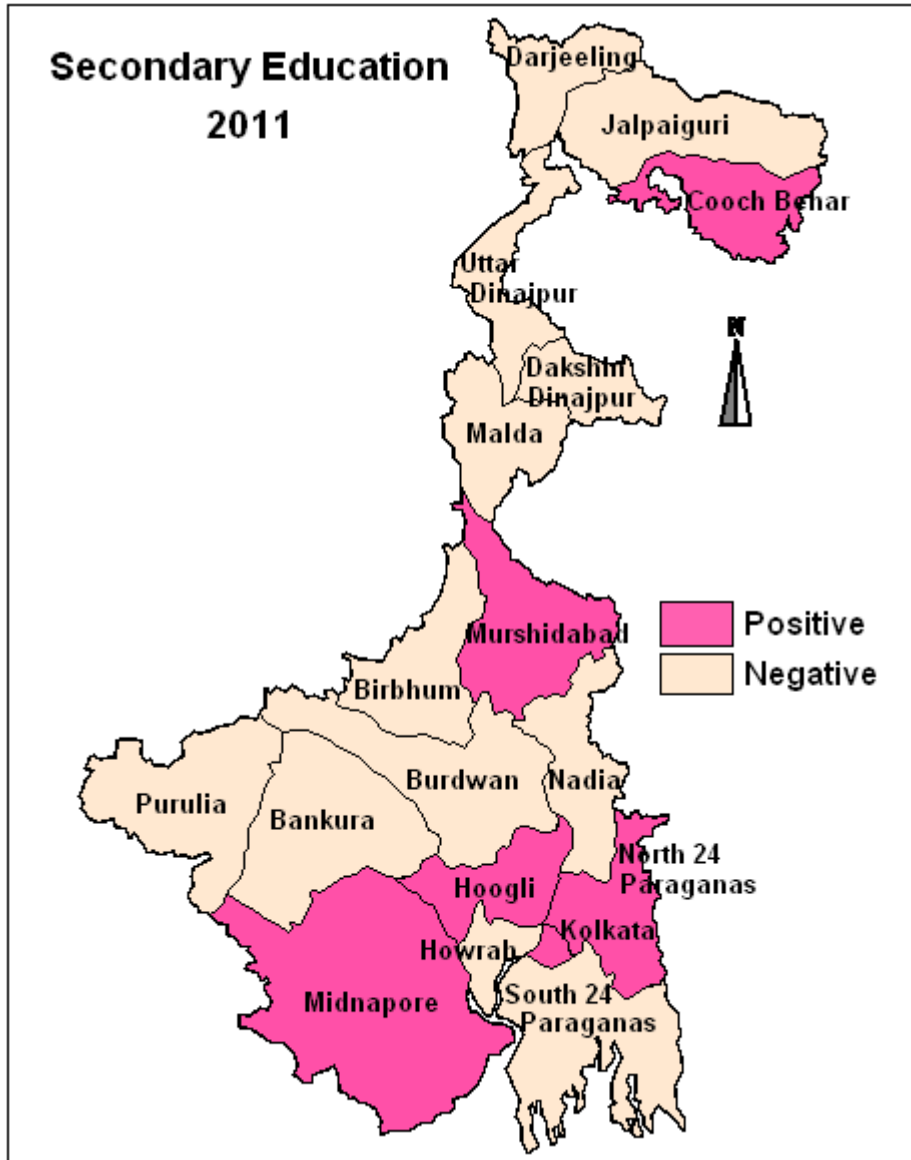 Secondary Education
2011
Darjeeling
Jalpaiguri
Cooch Behar
Uttar
Dinajpur
N
Dakshin
Dinajpur
Malda
Murshidabad
Positive
Negative
Birbhum
Burdwan
Nadia
Purulia
Bankura
North 24
Paraganas
Hoogli
Kolkata
Howrah
Midnapore
South 24
Paraganas